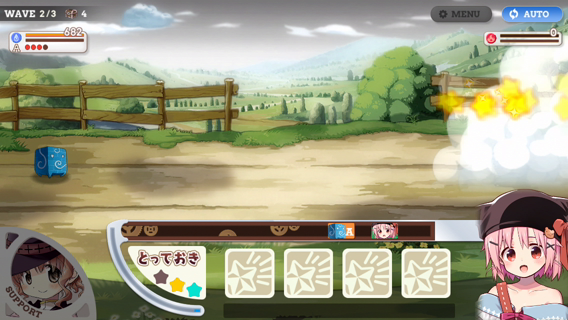 WAVE 2/3 4
MENU
AUTO
682
0
A
A
とっておき
SUPPORT